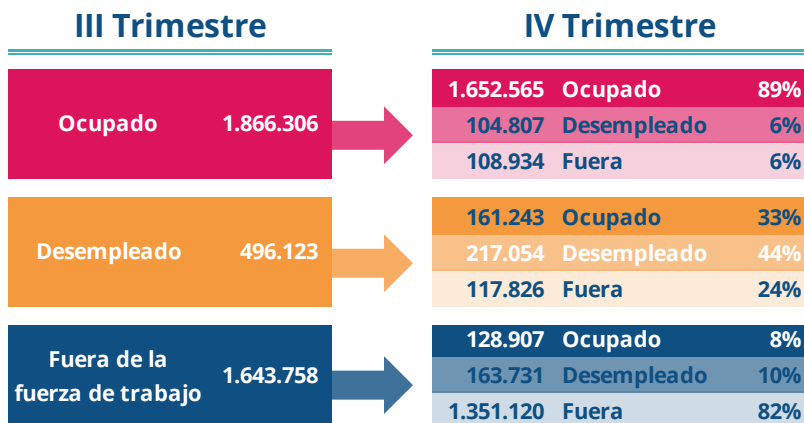 III Trimestre
IV Trimestre
Ocupado 1.866.306
1.652.565 Ocupado 89%
104.807 Desempleado 6%
108.934 Fuera 6%
Desempleado 496.123
161.243 Ocupado 33%
217.054 Desempleado 44%
117.826 Fuera 24%
Fuera de la
fuerza de trabajo 1.643.758
128.907 Ocupado 8%
163.731 Desempleado 10%
1.351.120 Fuera 82%